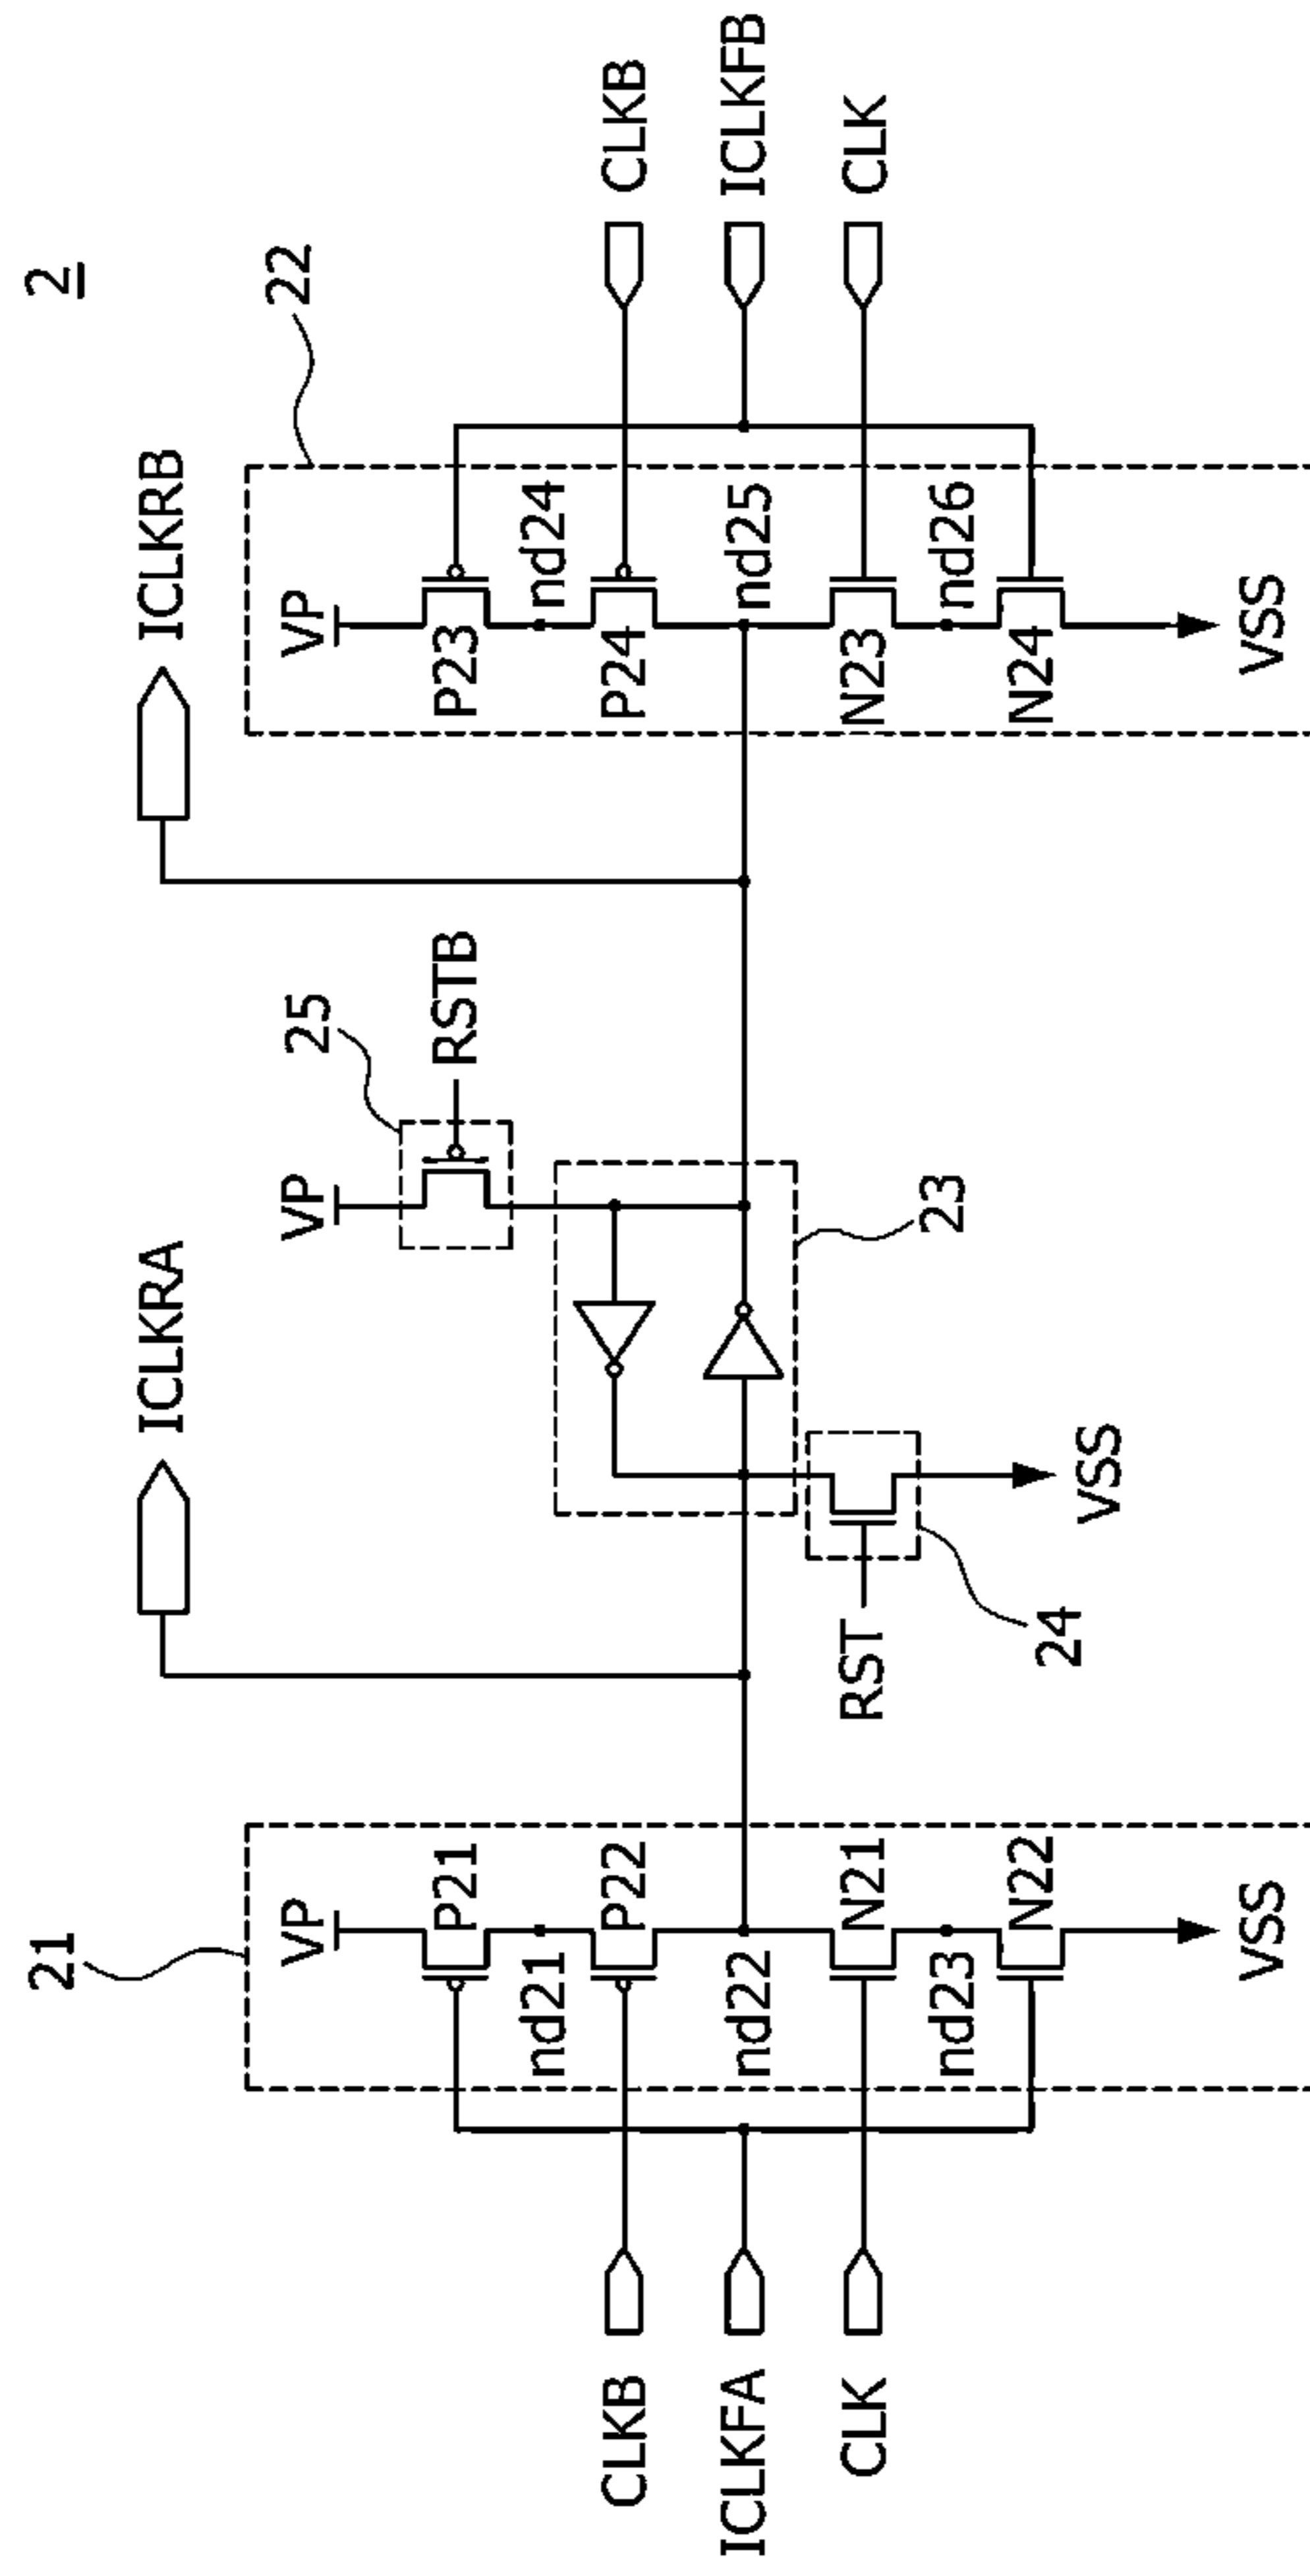 2
21
ICLKRA
25
ICLKRB
22
VP
VP
VP
P21
RSTB
P23
nd21
nd24
CLKB
P22
P24
CLKB
ICLKFA
nd22
nd25
ICLKFB
CLK
N21
RST
N23
CLK
nd23
23
nd26
N22
24
N24
VSS
VSS
VSS